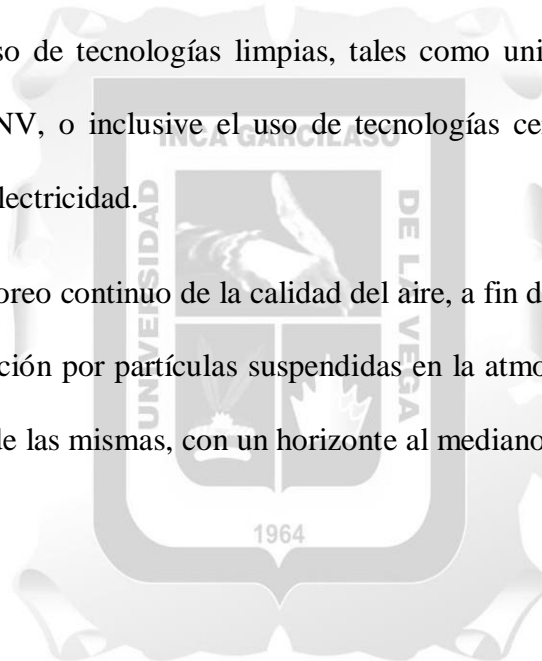 so de tecnologías limpias, tales como uni
NV, o inclusive el uso de tecnologías ce
INCA GARCILASO
lectricidad.
UNIVERSIDAD
DE LA VEGA
oreo continuo de la calidad del aire, a fin d
ción por partículas suspendidas en la atmo
de las mismas, con un horizonte al mediano
1964